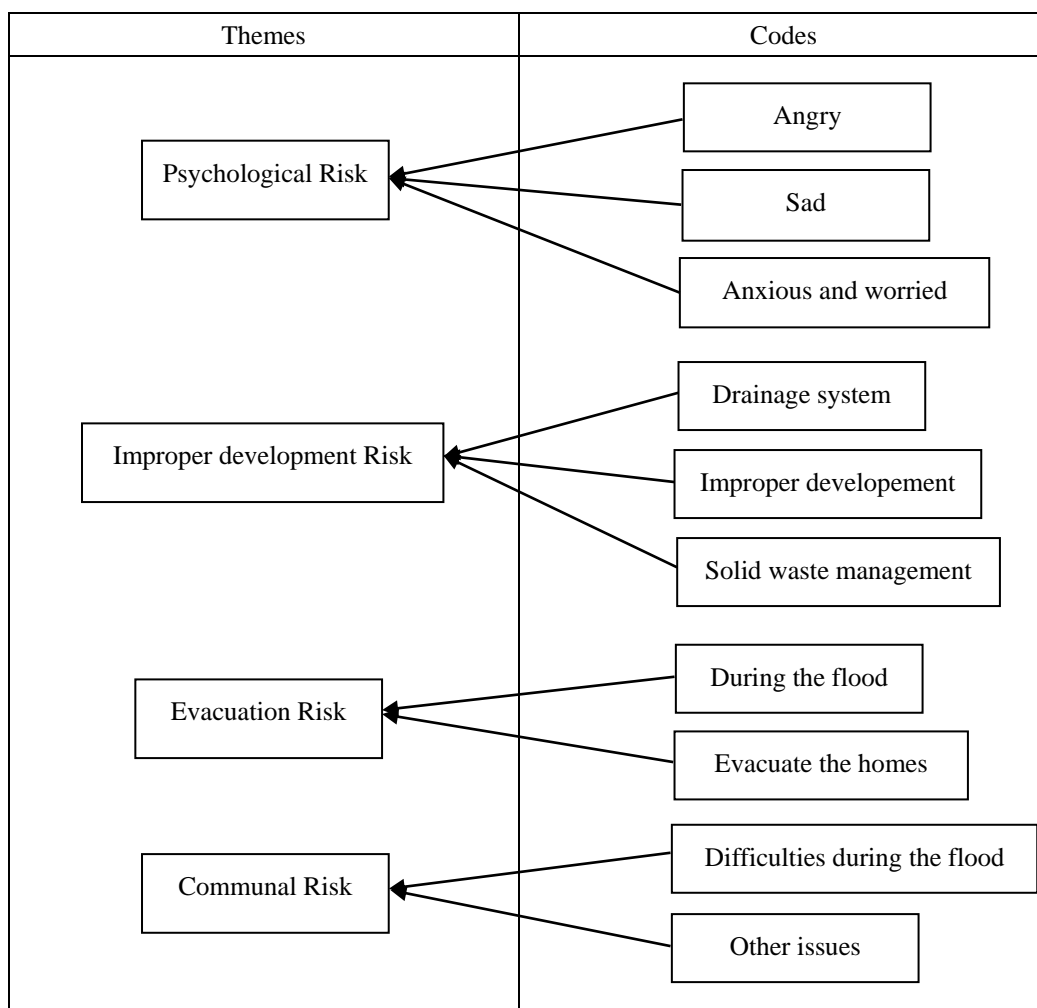 Themes
Codes
Psychological Risk
Angry
Sad
Anxious and worried
Improper development Risk
Drainage system
Improper developement
Solid waste management
Evacuation Risk
During the flood
Evacuate the homes
Communal Risk
Difficulties during the flood
Other issues